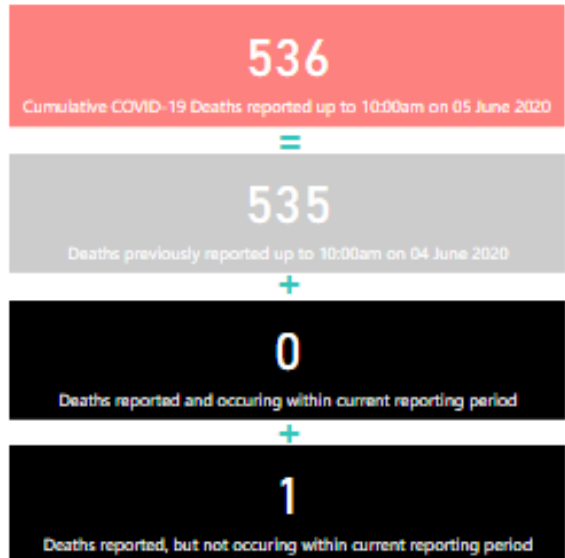 536
Cumulative COVID-19 Deaths reported up to 10:00am on 05 June 2020
=
535
Deaths previously reported up to 10:00am on 04 June 2020
+
0
Deaths reported and occuring within current reporting period
+
1
Deaths reported, but not occuring within current reporting period